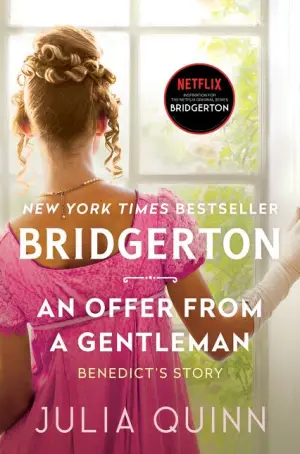 NETFLIX
INSPIRATION FOR
THE NETFLIX ORIGINAL SERIES
BRIDGERTON
NEW YORK TIMES BESTSELLER
BRIDGERTON
AN OFFER FROM
A GENTLEMAN
BENEDICT'S STORY
JULIA QUINN